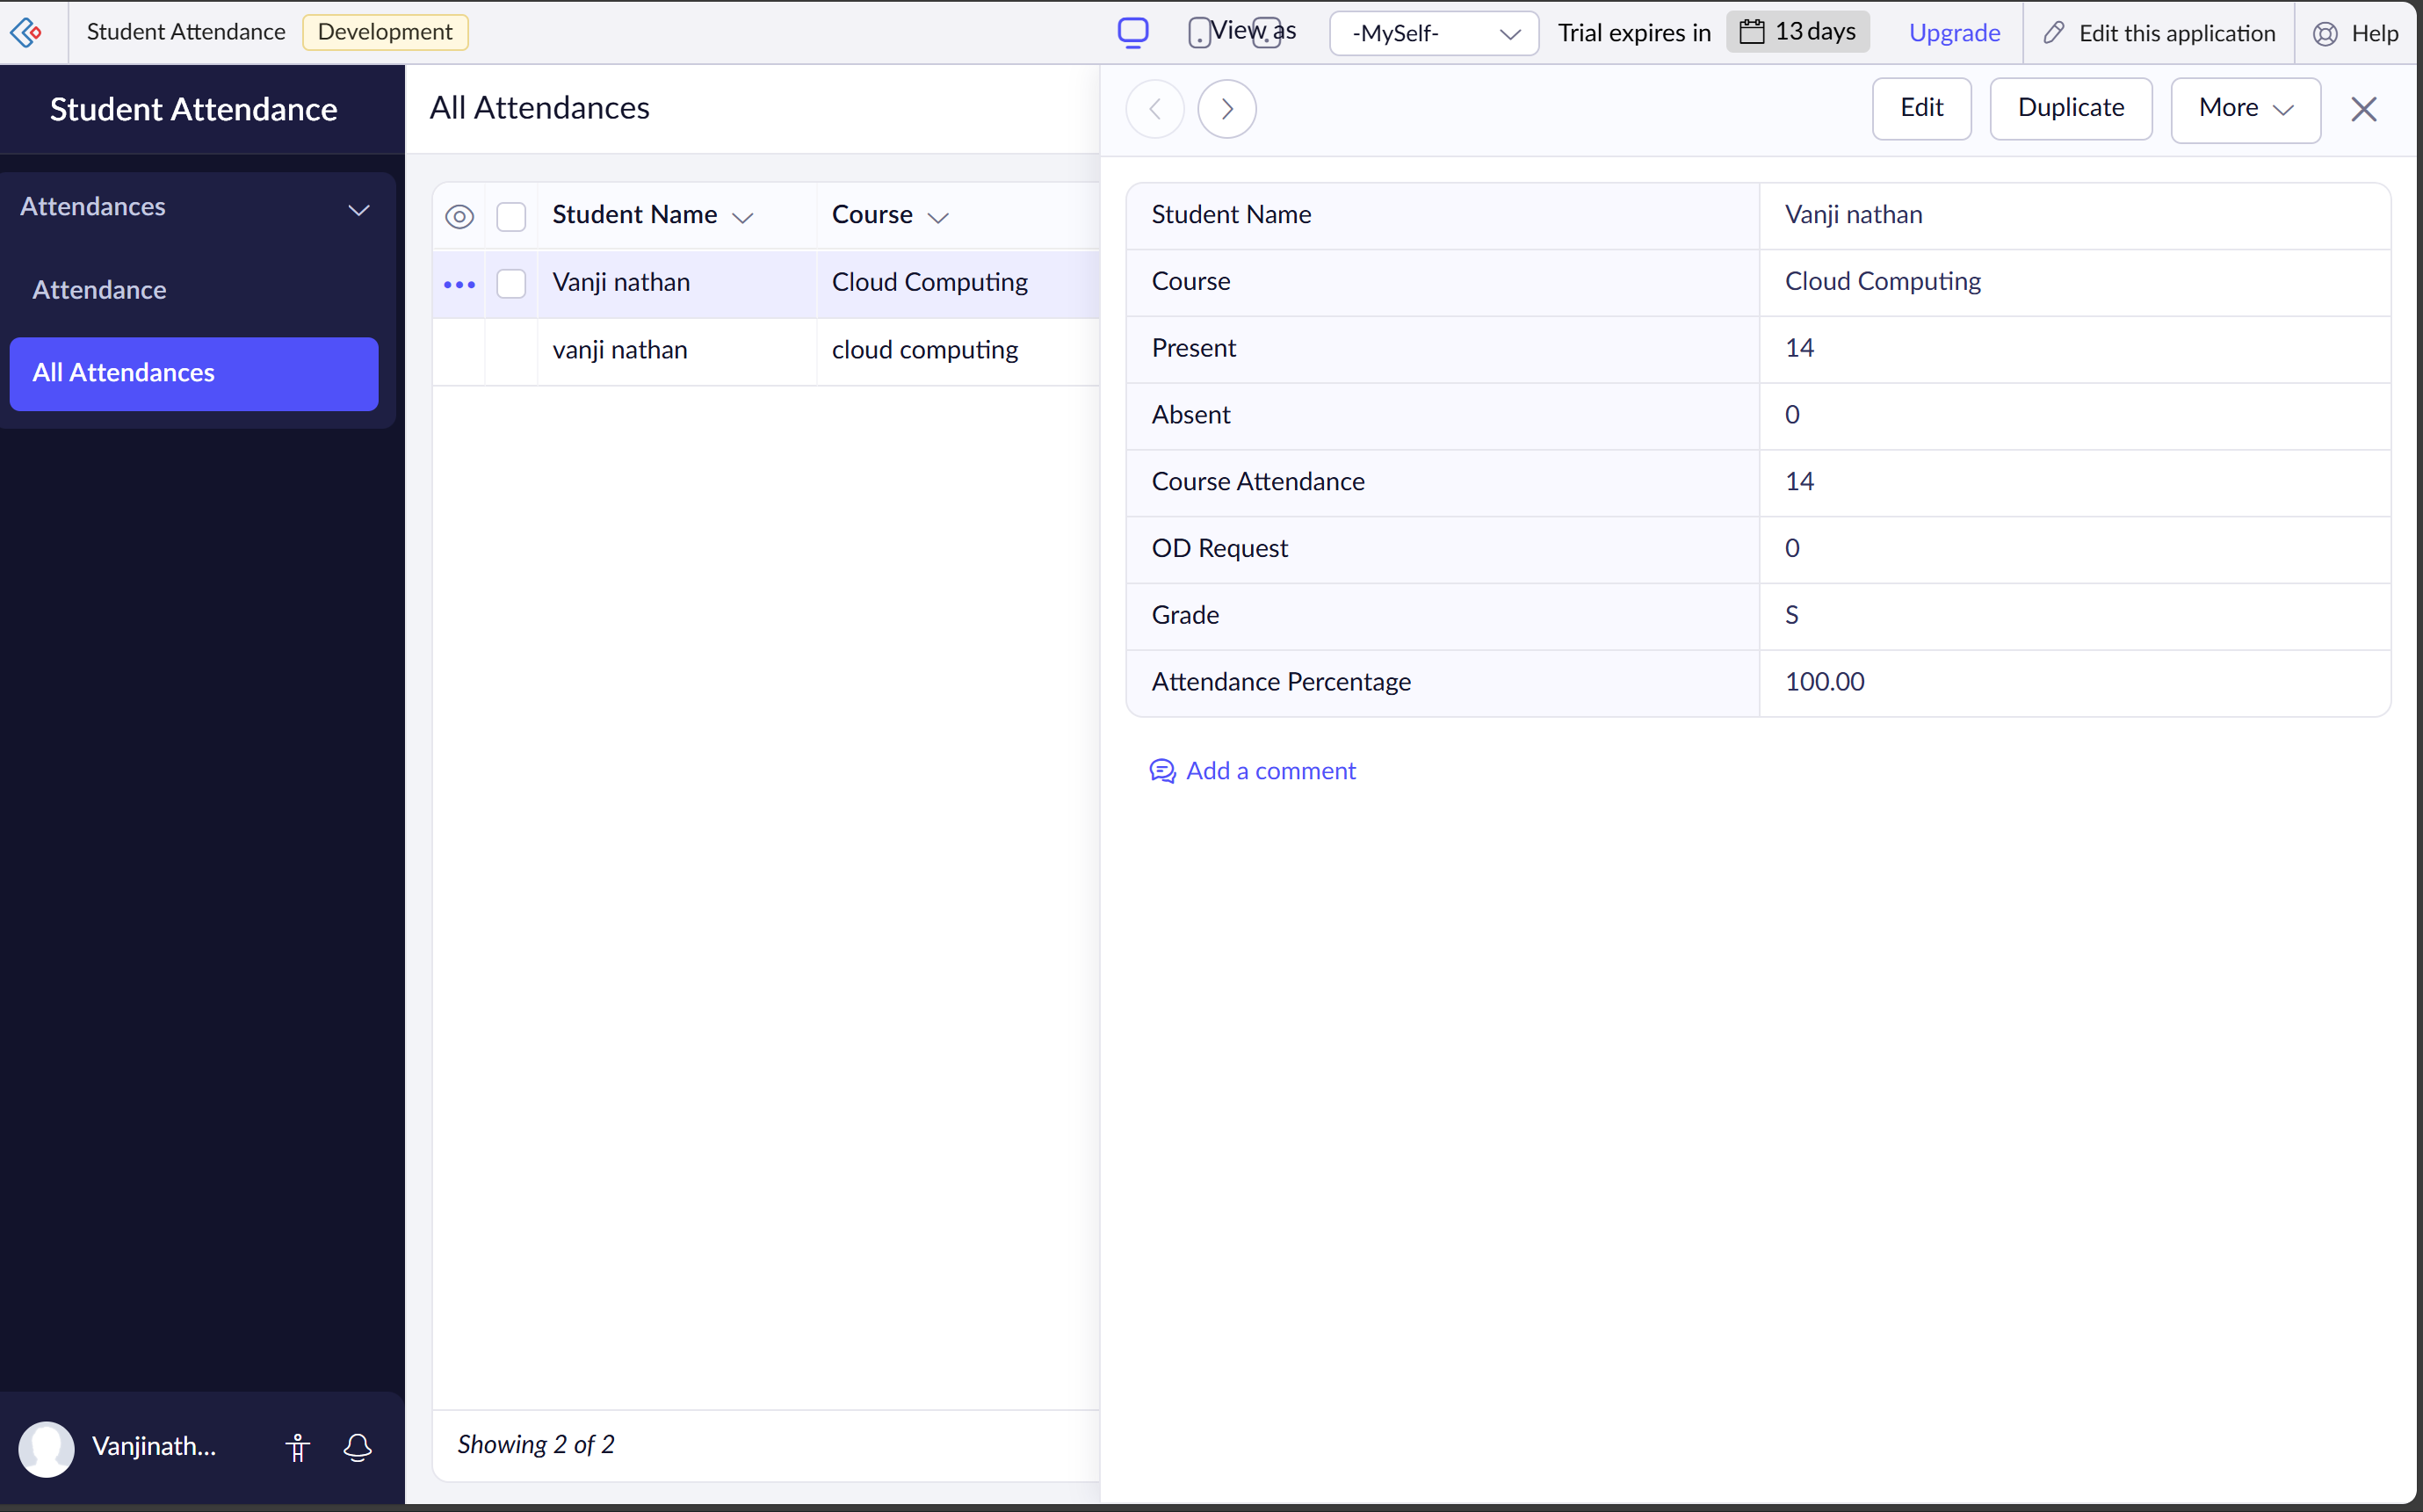 Student Attendance Development View as -MySelf- Trial expires in 13 days Upgrade Edit this application Help
Student Attendance
Attendances
Attendance
All Attendances
Vanjinath...
All Attendances
Student Name Course
Vanji nathan Cloud Computing
vanji nathan cloud computing
Showing 2 of 2
Edit Duplicate More
Student Name Vanji nathan
Course Cloud Computing
Present 14
Absent 0
Course Attendance 14
OD Request 0
Grade S
Attendance Percentage 100.00
Add a comment